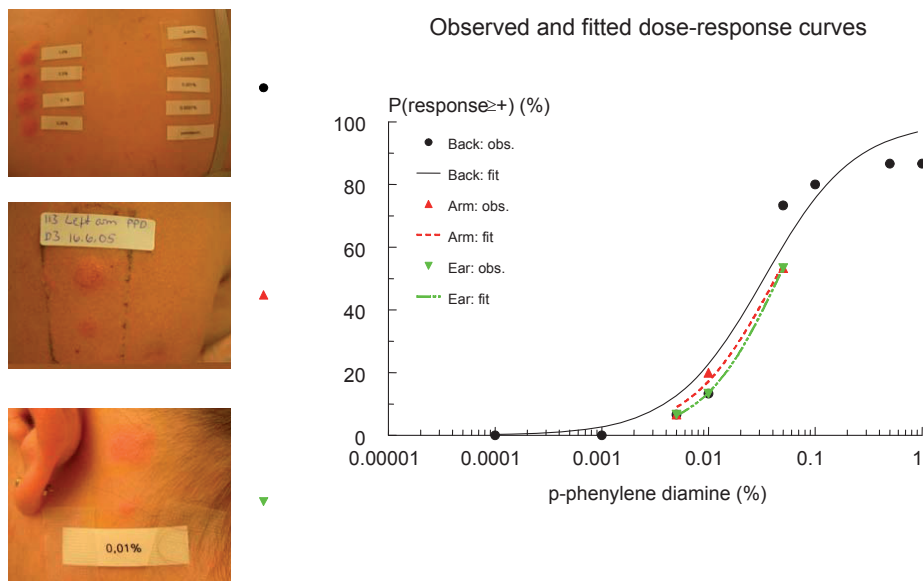 Observed and fitted dose-response curves
P(response≥+) (%)
100
80
60
40
20
0
Back: obs.
Back: fit
Arm: obs.
Arm: fit
Ear: obs.
Ear: fit
0.00001 0.0001 0.001 0.01 0.1 1
p-phenylene diamine (%)
113 Left arm PPD
D3 16.6.05
0,01%